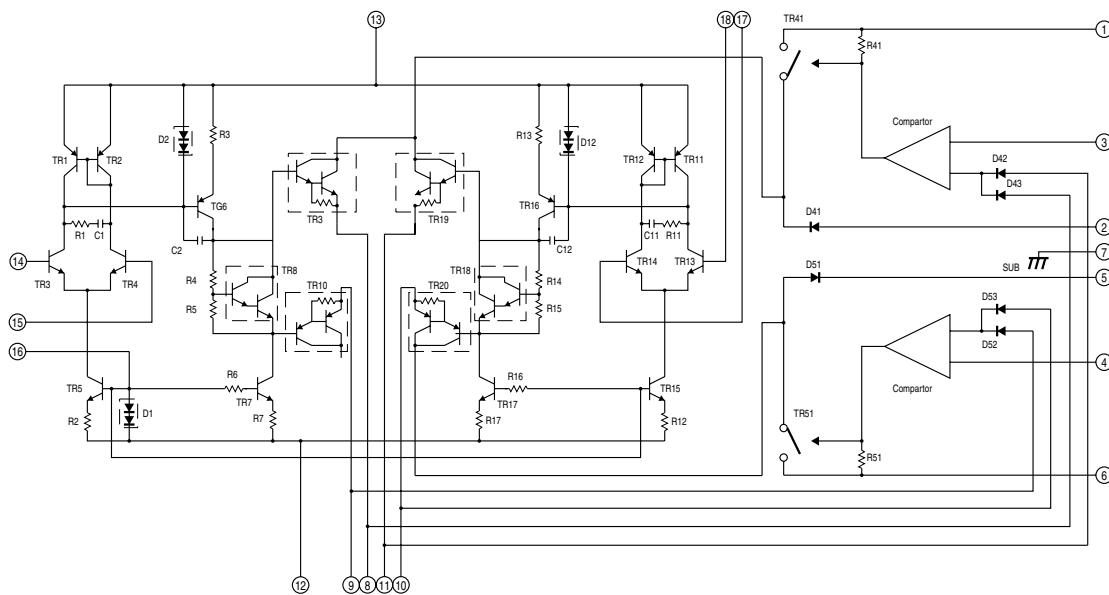 13
18 17
TR41
1
R41
Compartor
3
D42
D43
D41
2
7
SUB
D51
5
D53
D52
Compartor
4
TR51
R51
6
TR1
TR2
D2
R3
R13
D12
TR12
TR11
TG6
TR3
TR19
TR16
R1
C1
C2
C12
C11
R11
14
TR3
TR4
R4
TR8
TR18
R14
TR14
TR13
R5
TR10
TR20
R15
15
16
TR5
R6
R16
TR15
R2
D1
TR7
R7
R17
TR17
R12
12
9 8 11 10